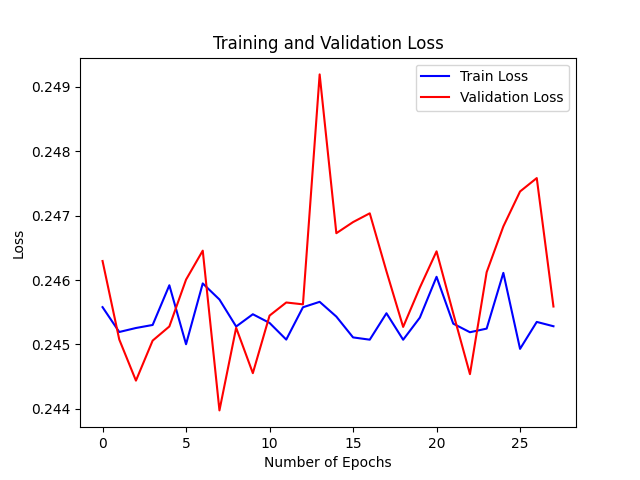 Training and Validation Loss
Train Loss
Validation Loss
0.249
0.248
0.247
0.246
0.245
0.244
Loss
0 5 10 15 20 25
Number of Epochs